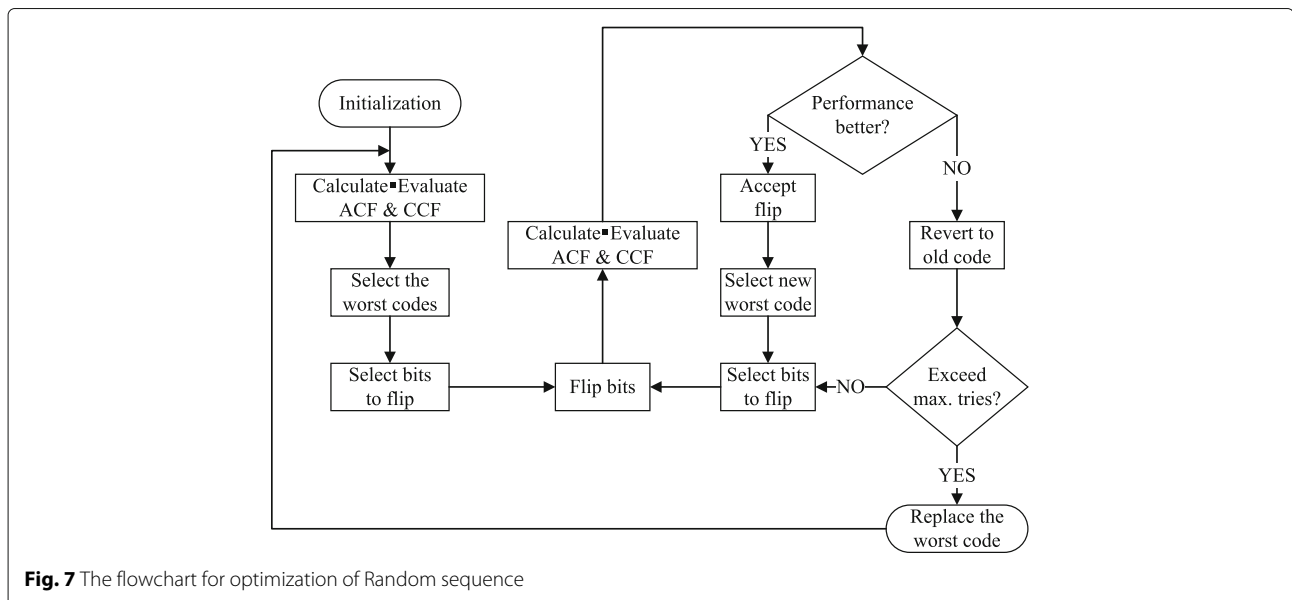 Initialization
Calculate▪Evaluate
ACF & CCF
Select the
worst codes
Select bits
to flip
Flip bits
Calculate▪Evaluate
ACF & CCF
Performance
better?
YES
Accept
flip
Select new
worst code
Select bits
to flip
NO
Revert to
old code
Exceed
max. tries?
NO
YES
Replace the
worst code
Fig. 7 The flowchart for optimization of Random sequence